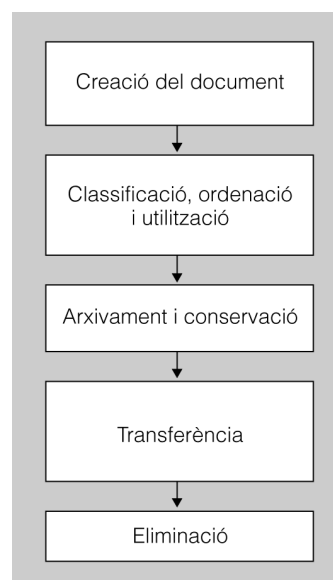 Creació del document
Classificació, ordenació
i utilització
Arxivament i conservació
Transferència
Eliminació